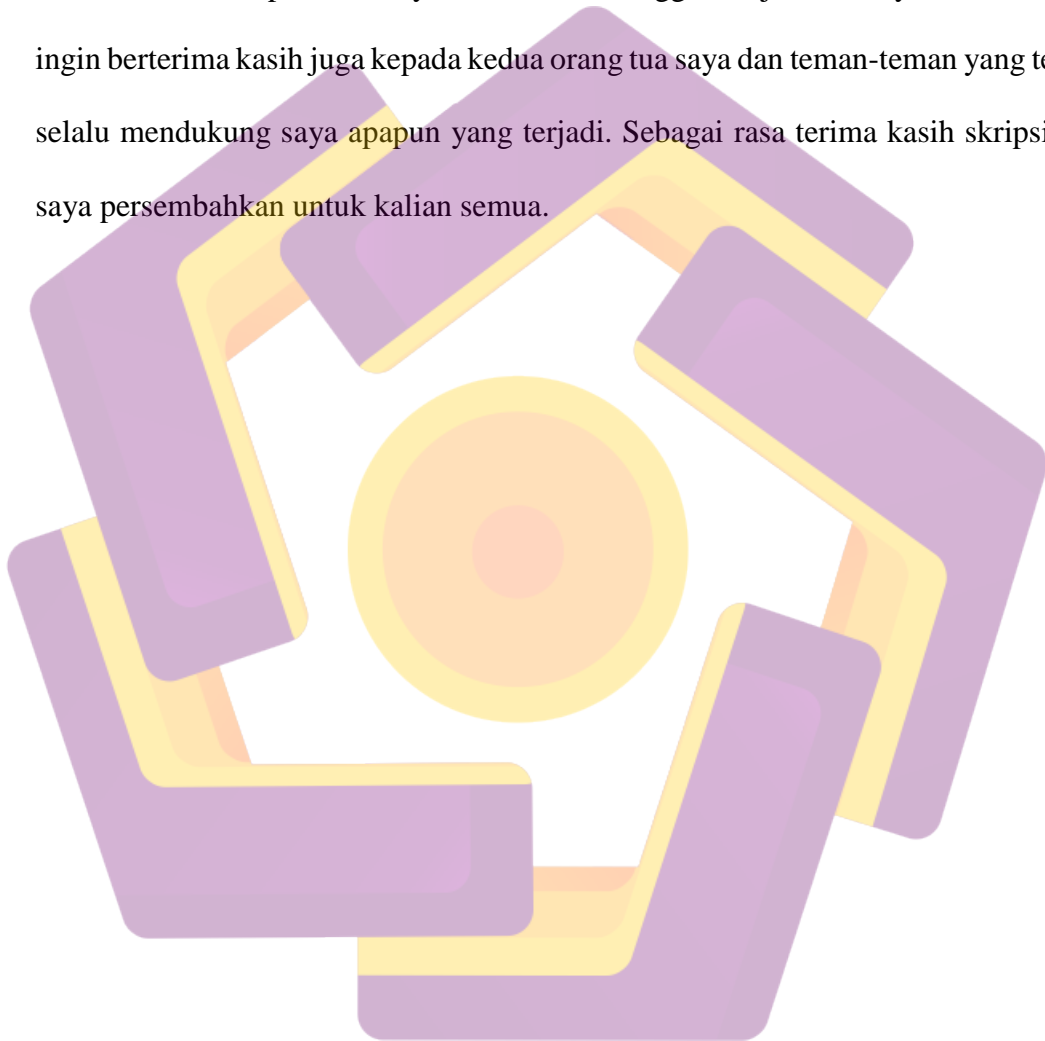 ingin berterima kasih juga kepada kedua orang tua saya dan teman-teman yang
selalu mendukung saya apapun yang terjadi. Sebagai rasa terima kasih skripsi
saya persembahkan untuk kalian semua.